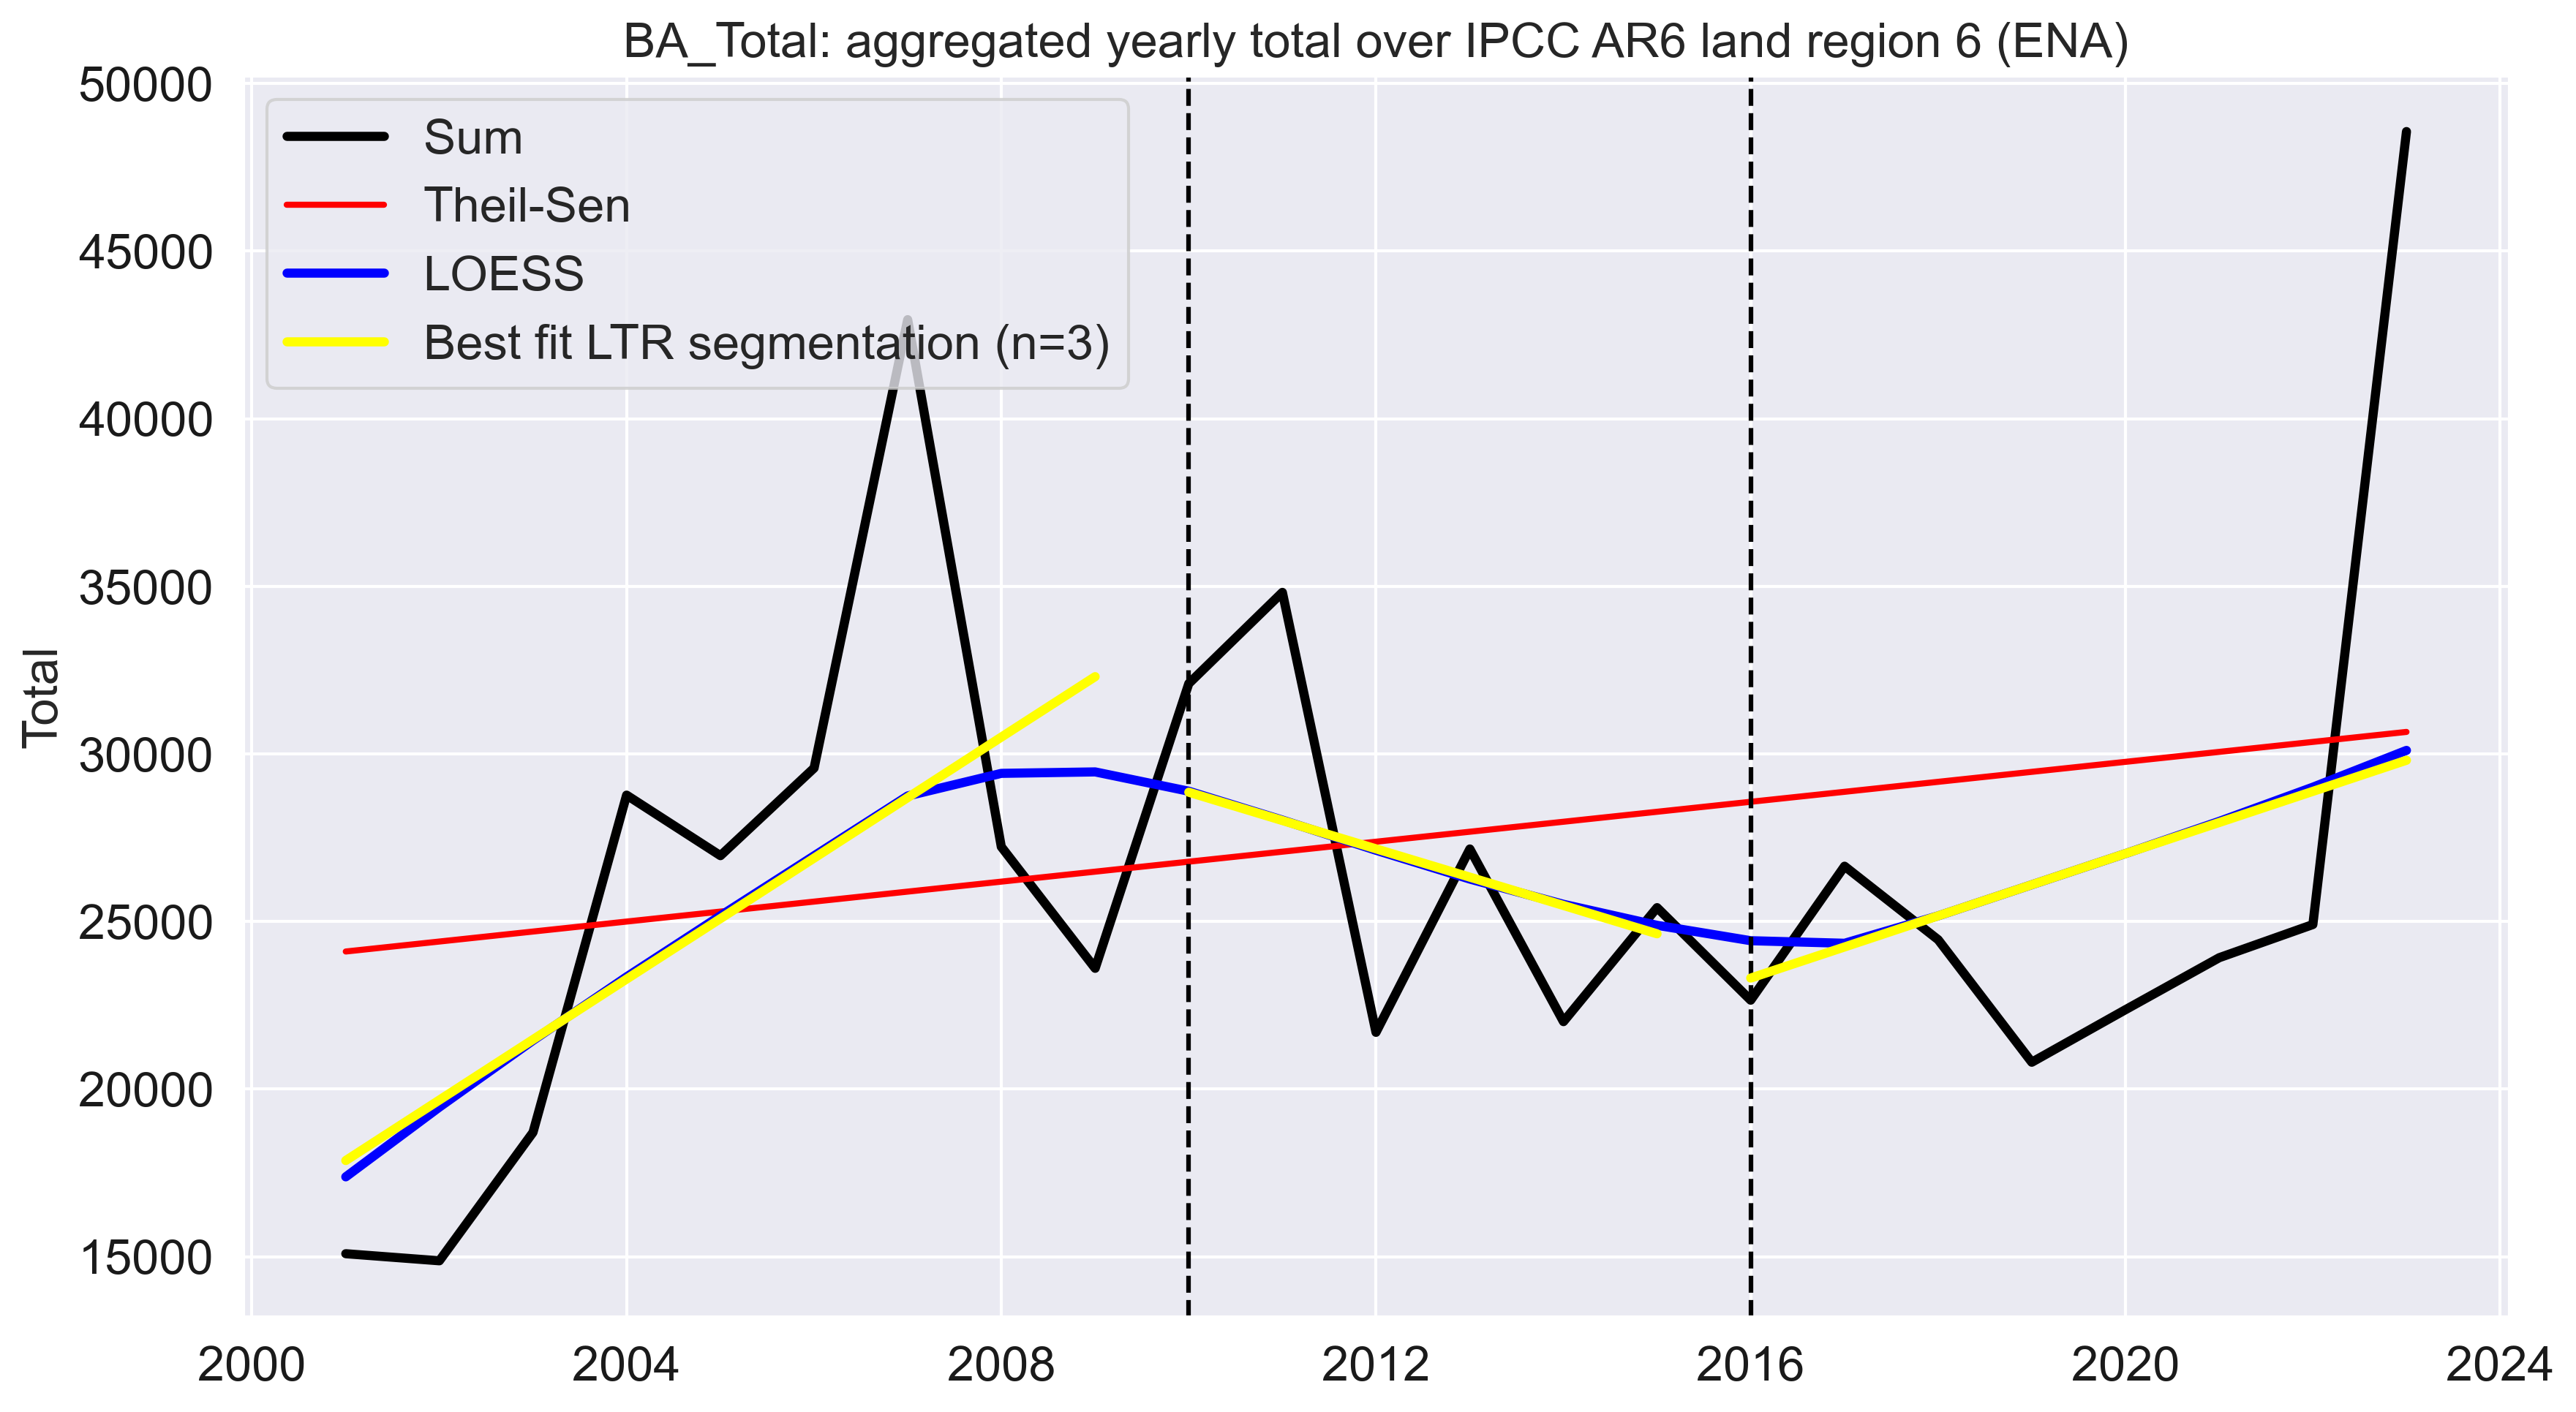 BA_Total: aggregated yearly total over IPCC AR6 land region 6 (ENA)
Sum
Theil-Sen
LOESS
Best fit LTR segmentation (n=3)
Total
50000
45000
40000
35000
30000
25000
20000
15000
2000 2004 2008 2012 2016 2020 2024